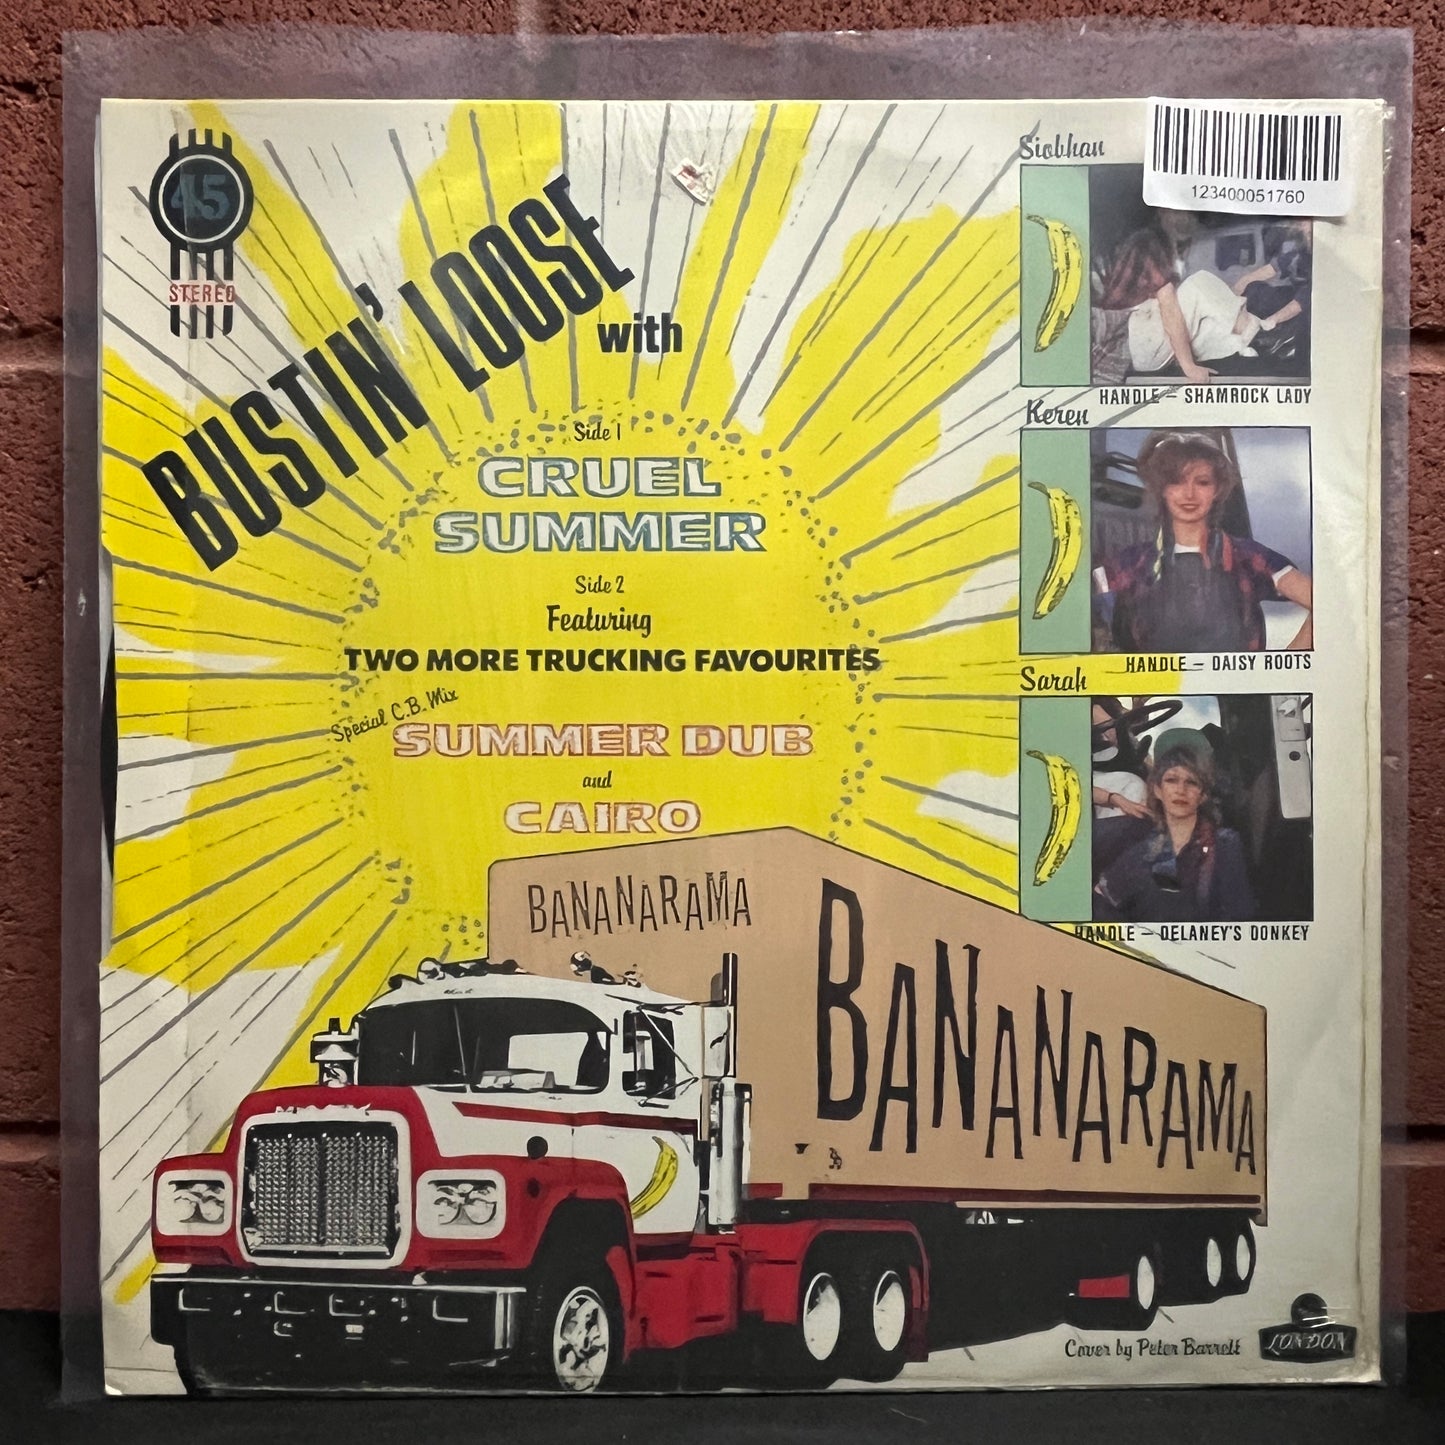 45
STEREO
BUSTIN' LOOSE
with
Side 1
CRUEL
SUMMER
Side 2
Featuring
TWO MORE TRUCKING FAVOURITES
Special C.B. Mix
SUMMER DUB
and
CAIRO
123400051760
Siobhan
HANDLE – SHAMROCK LADY
Keren
HANDLE – DAISY ROOTS
Sarah
HANDLE – DELANEY'S DONKEY
BANANARAMA
BANANARAMA
Cover by Peter Barrett
LONDON